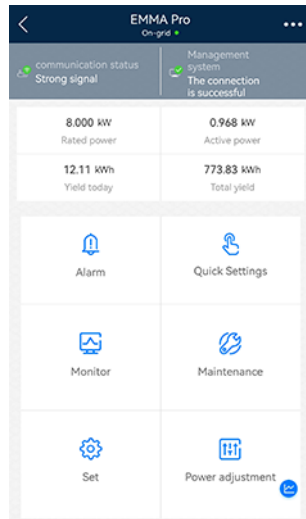 EMMA Pro
On-grid
communication status
Strong signal
Management
system
The connection
is successful
8.000 kW
0.968 kW
Rated power
Active power
12.11 kWh
773.83 kWh
Yield today
Total yield
Alarm
Quick Settings
Monitor
Maintenance
Set
Power adjustment